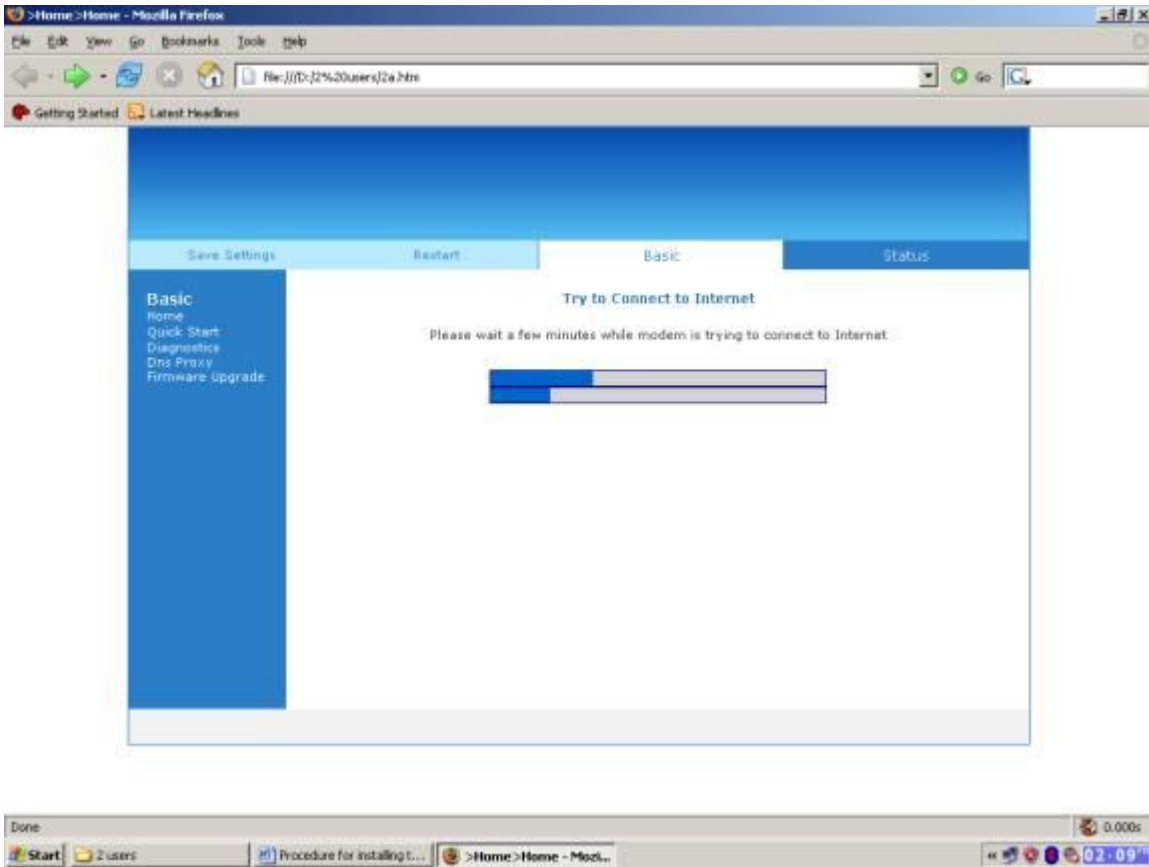 >Home>Home - Mozilla Firefox
File Edit View Go Bookmarks Tools Help
file:///D:/2%20users/2a.htm Go
Getting Started Latest Headlines
Save Settings Restart Basic Status
Basic
Home
Quick Start
Diagnostics
Dns Proxy
Firmware Upgrade
Try to Connect to Internet
Please wait a few minutes while modem is trying to connect to Internet
Done 0.000s
Start 2 users Procedure for installing t... >Home>Home - Mozi... 02:09